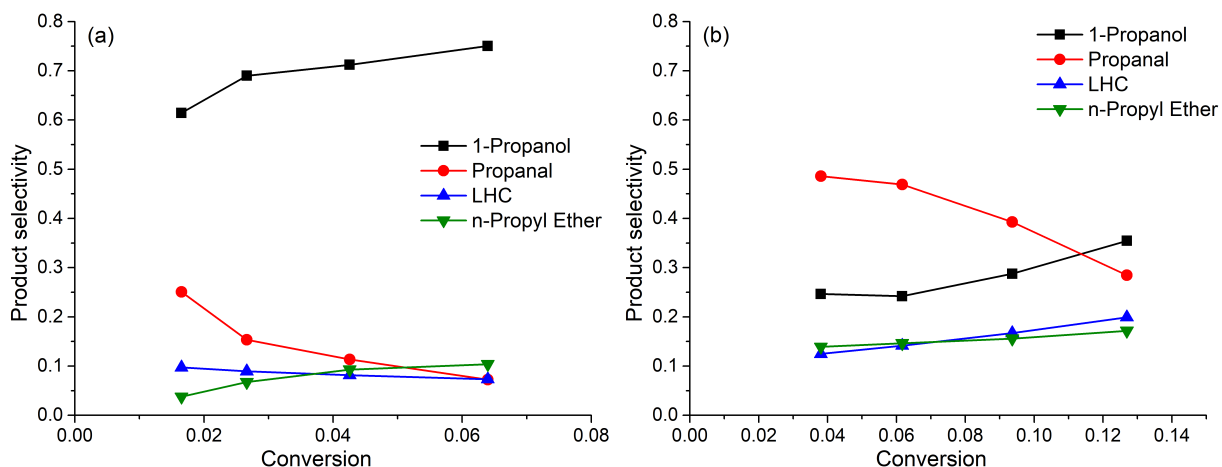 (a)
0.8
0.7
0.6
0.5
0.4
0.3
0.2
0.1
0.0
Product selectivity
1-Propanol
Propanal
LHC
n-Propyl Ether
0.00
0.02
0.04
0.06
0.08
Conversion
(b)
0.8
0.7
0.6
0.5
0.4
0.3
0.2
0.1
0.0
Product selectivity
1-Propanol
Propanal
LHC
n-Propyl Ether
0.00
0.02
0.04
0.06
0.08
0.10
0.12
0.14
Conversion